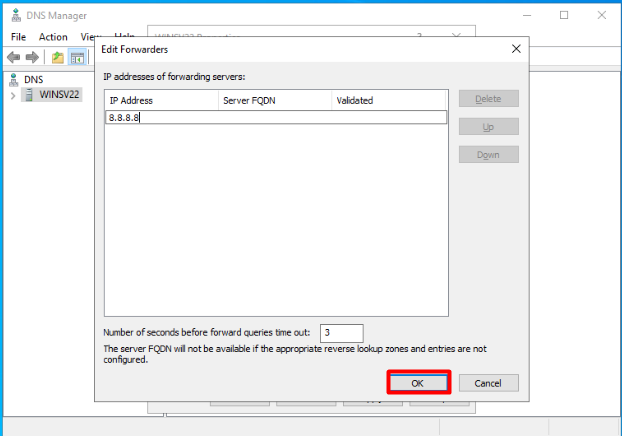 DNS Manager
File Action View Help
Edit Forwarders
IP addresses of forwarding servers:
DNS
WINSV22
IP Address Server FQDN Validated
8.8.8.8
Delete
Up
Down
Number of seconds before forward queries time out: 3
The server FQDN will not be available if the appropriate reverse lookup zones and entries are not
configured.
OK Cancel